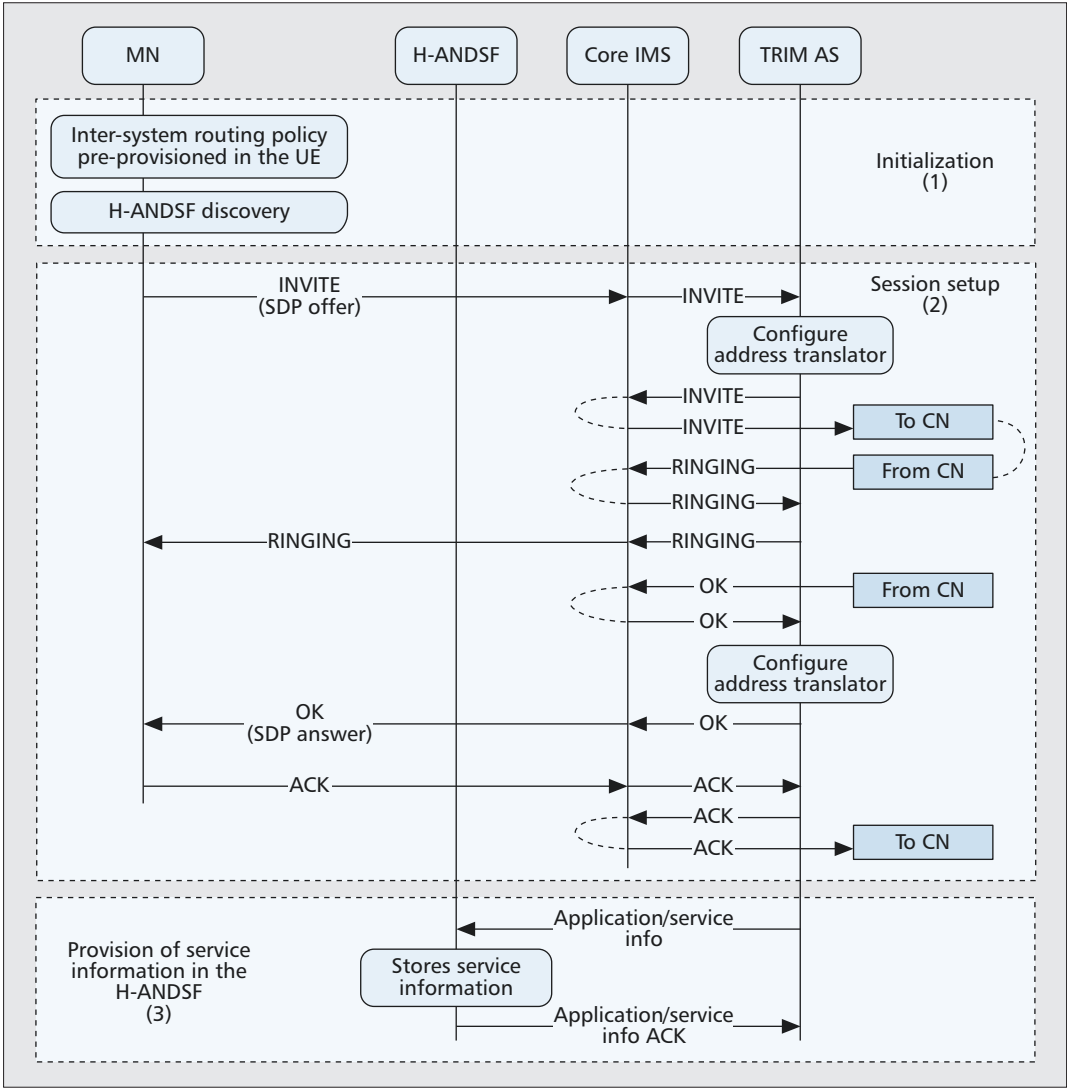 MN
H-ANDSF
Core IMS
TRIM AS
Inter-system routing policy
pre-provisioned in the UE
H-ANDSF discovery
Initialization
(1)
INVITE
(SDP offer)
INVITE
Session setup
(2)
Configure
address translator
INVITE
INVITE
To CN
RINGING
From CN
RINGING
RINGING
RINGING
OK
From CN
OK
Configure
address translator
OK
(SDP answer)
OK
ACK
ACK
ACK
ACK
To CN
Application/service
info
Provision of service
information in the
H-ANDSF
(3)
Stores service
information
Application/service
info ACK